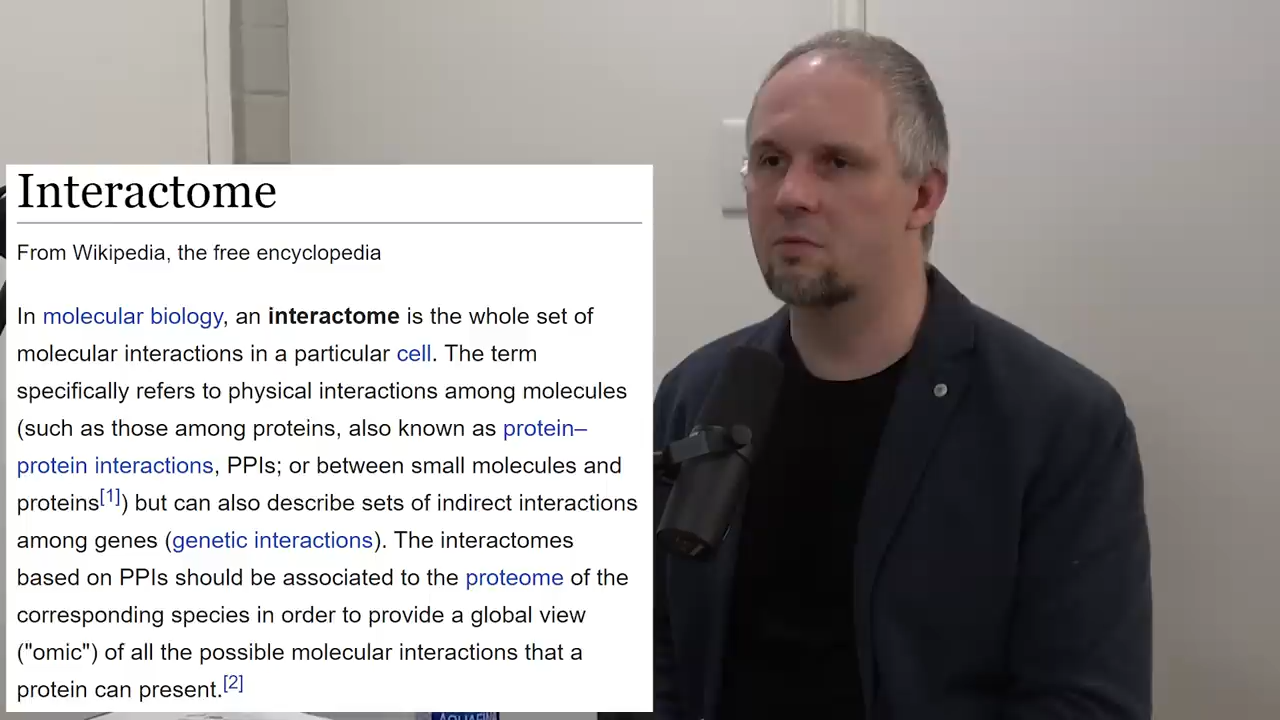 Interactome
From Wikipedia, the free encyclopedia
In molecular biology, an interactome is the whole set of
molecular interactions in a particular cell. The term
specifically refers to physical interactions among molecules
(such as those among proteins, also known as protein–
protein interactions, PPIs; or between small molecules and
proteins[1]) but can also describe sets of indirect interactions
among genes (genetic interactions). The interactomes
based on PPIs should be associated to the proteome of the
corresponding species in order to provide a global view
("omic") of all the possible molecular interactions that a
protein can present.[2]
AQUAFINA